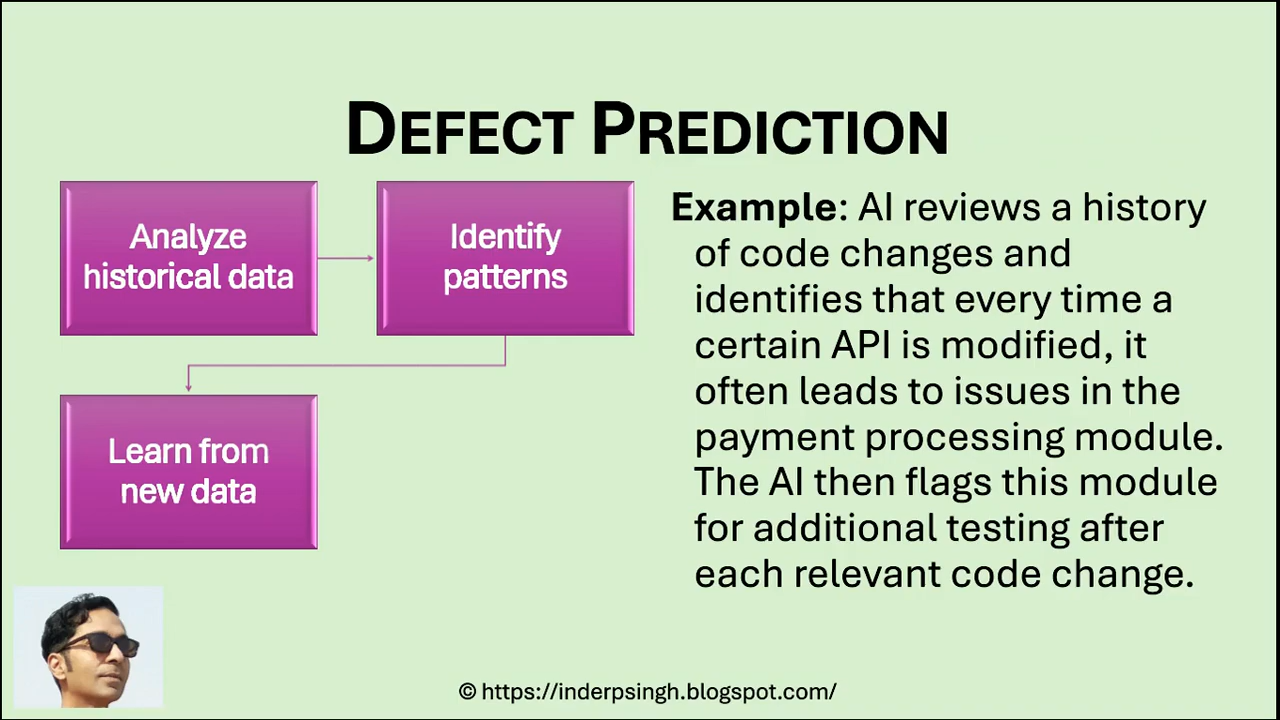 DEFECT PREDICTION
Analyze
historical data
Identify
patterns
Learn from
new data
Example: AI reviews a history
of code changes and
identifies that every time a
certain API is modified, it
often leads to issues in the
payment processing module.
The AI then flags this module
for additional testing after
each relevant code change.
© https://inderpsingh.blogspot.com/